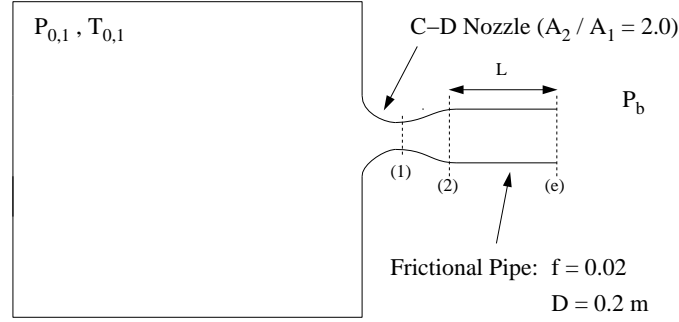 P0,1 , T0,1
C–D Nozzle (A2 / A1 = 2.0)
L
Pb
(1)
(2)
(e)
Frictional Pipe: f = 0.02
D = 0.2 m